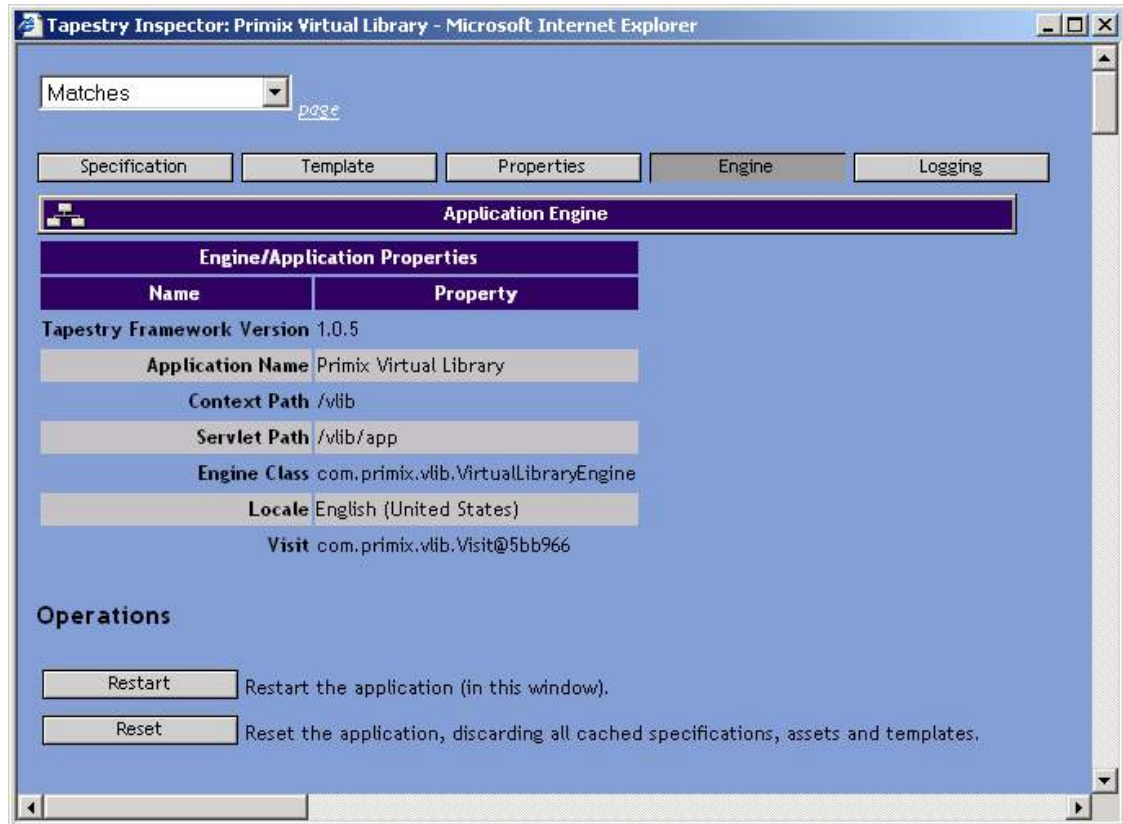 Tapestry Inspector: Primix Virtual Library - Microsoft Internet Explorer
Matches
page
Specification Template Properties Engine Logging
Application Engine
Engine/Application Properties
Name Property
Tapestry Framework Version 1.0.5
Application Name Primix Virtual Library
Context Path /vlib
Servlet Path /vlib/app
Engine Class com.primix.vlib.VirtualLibraryEngine
Locale English (United States)
Visit com.primix.vlib.Visit@5bb966
Operations
Restart Restart the application (in this window).
Reset Reset the application, discarding all cached specifications, assets and templates.